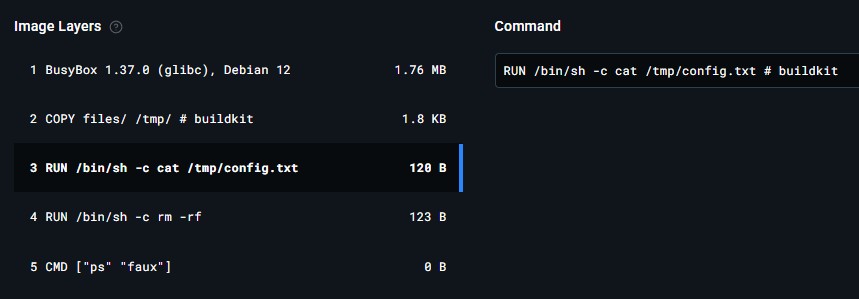 Image Layers ?
Command
1 BusyBox 1.37.0 (glibc), Debian 12 1.76 MB
RUN /bin/sh -c cat /tmp/config.txt # buildkit
2 COPY files/ /tmp/ # buildkit 1.8 KB
3 RUN /bin/sh -c cat /tmp/config.txt 120 B
4 RUN /bin/sh -c rm -rf 123 B
5 CMD ["ps" "faux"] 0 B